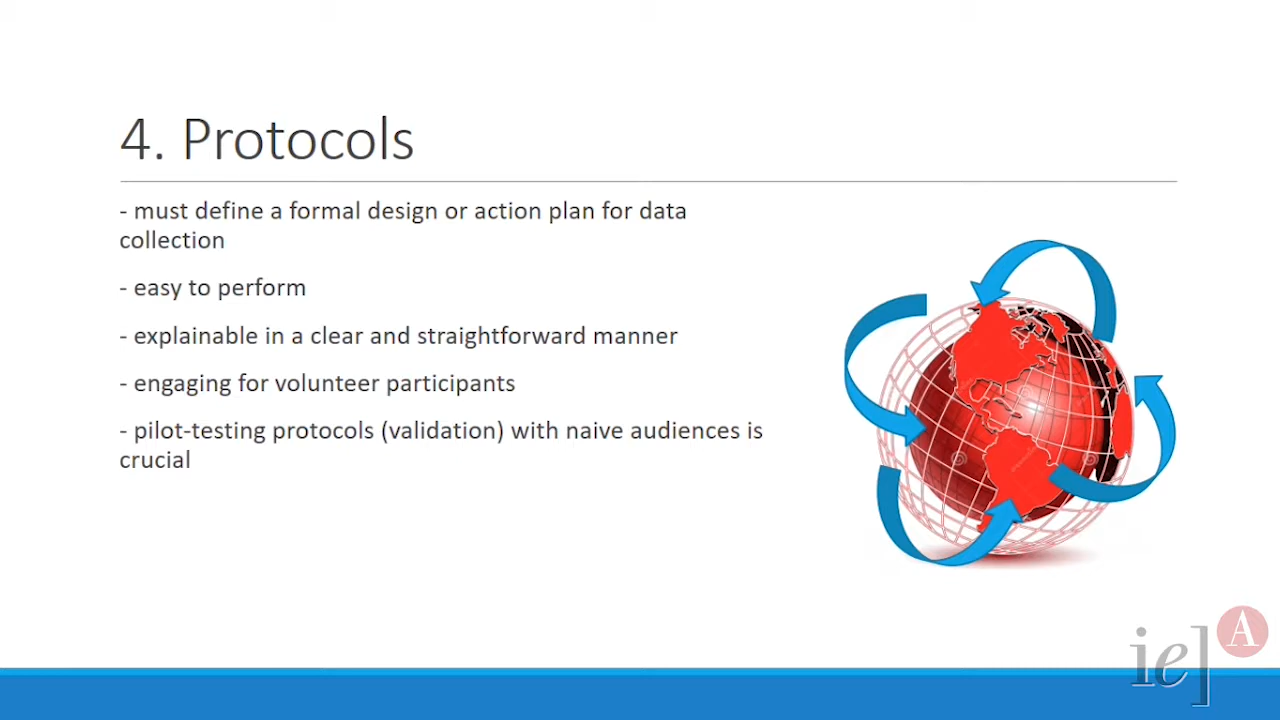 4. Protocols
- must define a formal design or action plan for data
collection
- easy to perform
- explainable in a clear and straightforward manner
- engaging for volunteer participants
- pilot-testing protocols (validation) with naive audiences is
crucial
ie] A